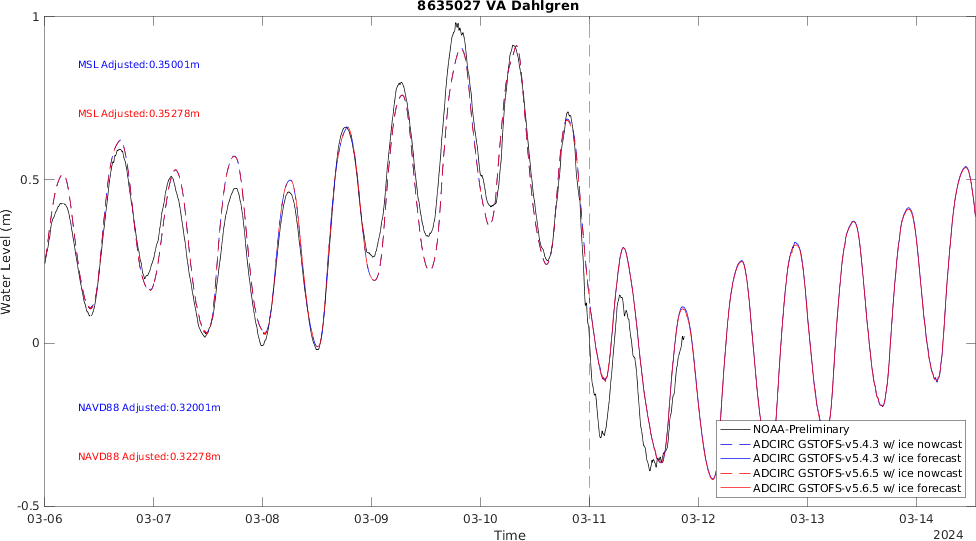 8635027 VA Dahlgren
1
MSL Adjusted:0.35001m
MSL Adjusted:0.35278m
0.5
Water Level (m)
0
NAVD88 Adjusted:0.32001m
NAVD88 Adjusted:0.32278m
-0.5
NOAA-Preliminary
ADCIRC GSTOFS-v5.4.3 w/ ice nowcast
ADCIRC GSTOFS-v5.4.3 w/ ice forecast
ADCIRC GSTOFS-v5.6.5 w/ ice nowcast
ADCIRC GSTOFS-v5.6.5 w/ ice forecast
03-06 03-07 03-08 03-09 03-10 03-11 03-12 03-13 03-14
Time
2024